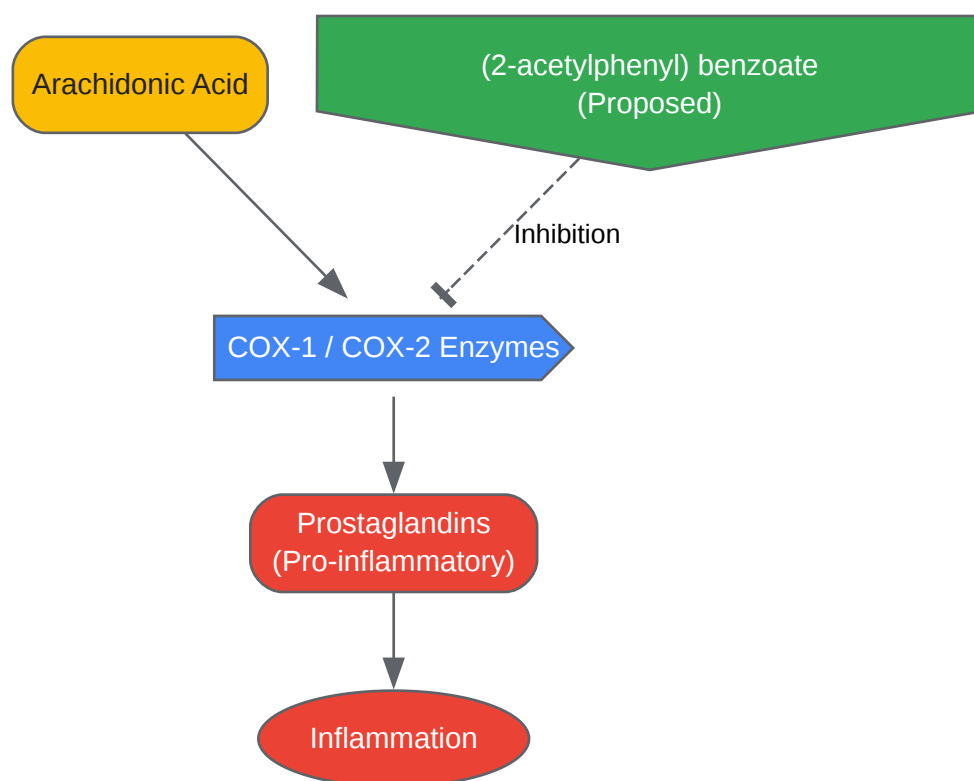 Arachidonic Acid
(2-acetylphenyl) benzoate
(Proposed)
Inhibition
COX-1 / COX-2 Enzymes
Prostaglandins
(Pro-inflammatory)
Inflammation